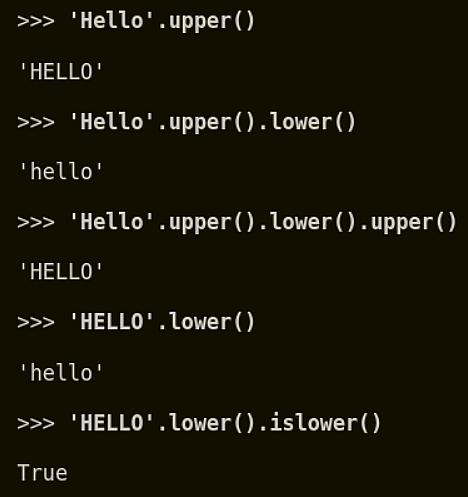 >>> 'Hello'.upper()
'HELLO'
>>> 'Hello'.upper().lower()
'hello'
>>> 'Hello'.upper().lower().upper()
'HELLO'
>>> 'HELLO'.lower()
'hello'
>>> 'HELLO'.lower().islower()
True